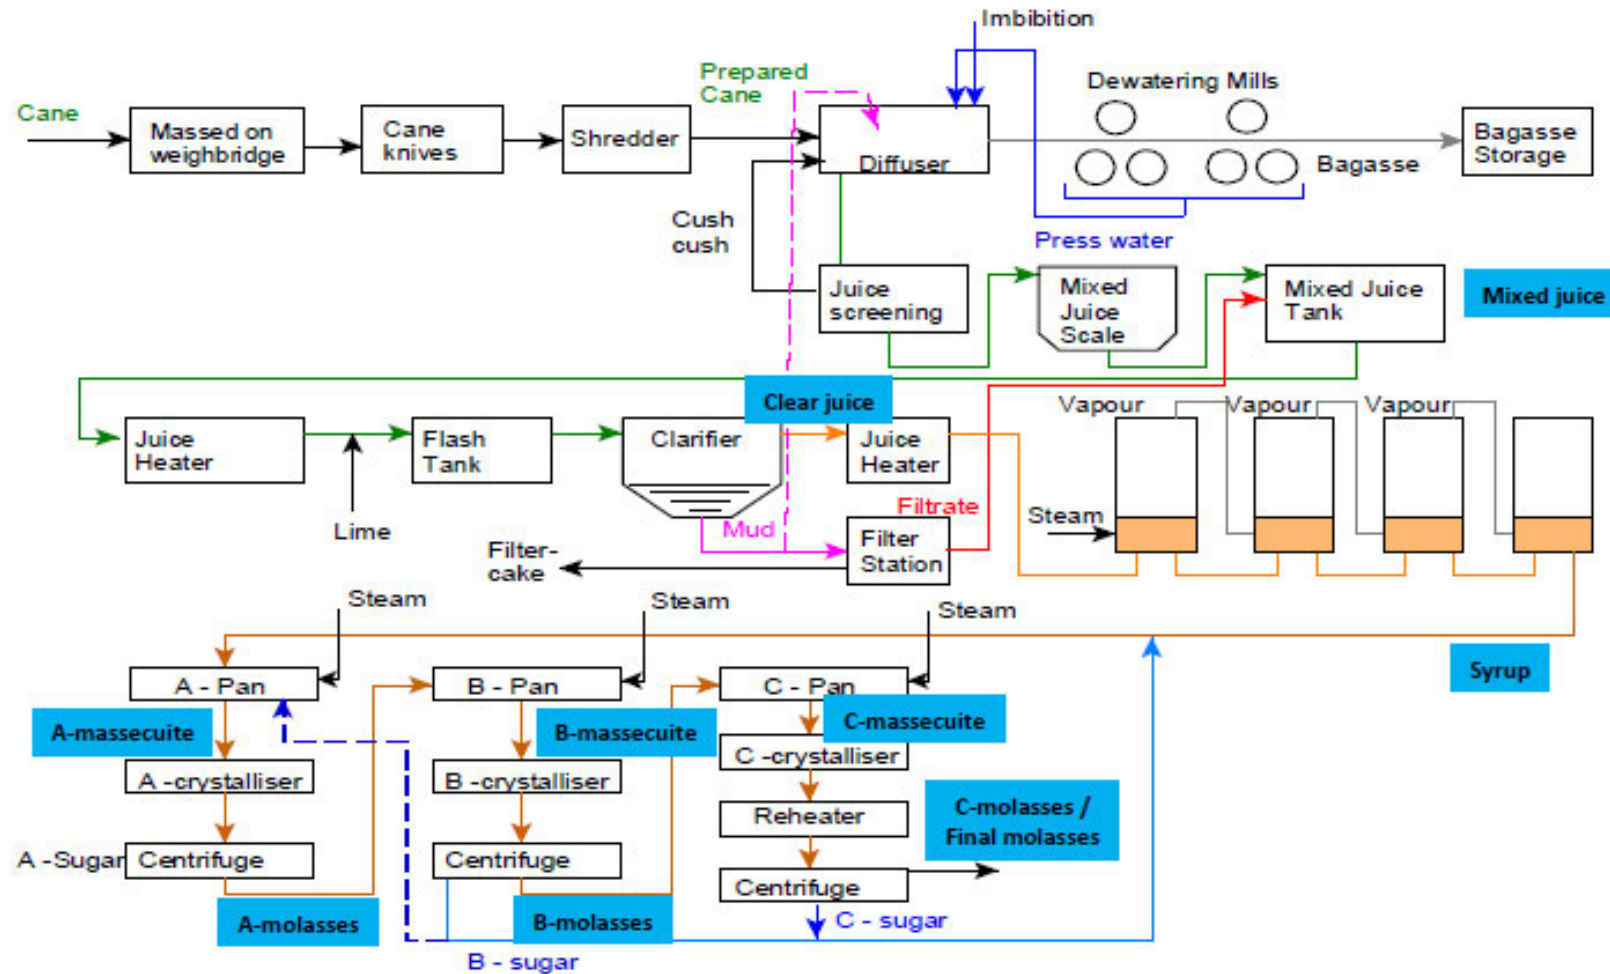 Imbibition
Prepared
Cane
Dewatering Mills
Cane
Massed on
weighbridge
Cane
knives
Shredder
Diffuser
Bagasse
Bagasse
Storage
Cush
cush
Press water
Juice
screening
Mixed
Juice
Scale
Mixed Juice
Tank
Mixed juice
Clear juice
Vapour
Vapour
Vapour
Juice
Heater
Flash
Tank
Clarifier
Juice
Heater
Lime
Mud
Filtrate
Steam
Filter-
cake
Filter
Station
Steam
Steam
Steam
Syrup
A - Pan
B - Pan
C - Pan
A-massecuite
B-massecuite
C-massecuite
A -crystalliser
B -crystalliser
C -crystalliser
Reheater
C-molasses /
Final molasses
A -Sugar
Centrifuge
Centrifuge
Centrifuge
A-molasses
B-molasses
C - sugar
B - sugar